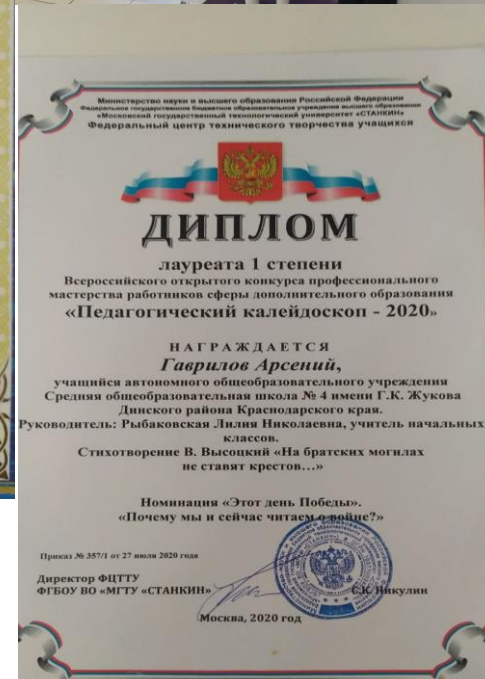 Министерство науки и высшего образования Российской Федерации
Федеральное государственное бюджетное образовательное учреждение высшего образования
«Московский государственный технологический университет «СТАНКИН»
Федеральный центр технического творчества учащихся
ДИПЛОМ
лауреата 1 степени
Всероссийского открытого конкурса профессионального
мастерства работников сферы дополнительного образования
«Педагогический калейдоскоп - 2020»
НАГРАЖДАЕТСЯ
Гаврилов Арсений,
учащийся автономного общеобразовательного учреждения
Средняя общеобразовательная школа № 4 имени Г.К. Жукова
Динского района Краснодарского края.
Руководитель: Рыбаковская Лилия Николаевна, учитель начальных
классов.
Стихотворение В. Высоцкий «На братских могилах
не ставят крестов…»
Номинация «Этот день Победы».
«Почему мы и сейчас читаем о войне?»
Приказ № 357/1 от 27 июля 2020 года
Директор ФЦТТУ
ФГБОУ ВО «МГТУ «СТАНКИН» С.К. Никулин
Москва, 2020 год